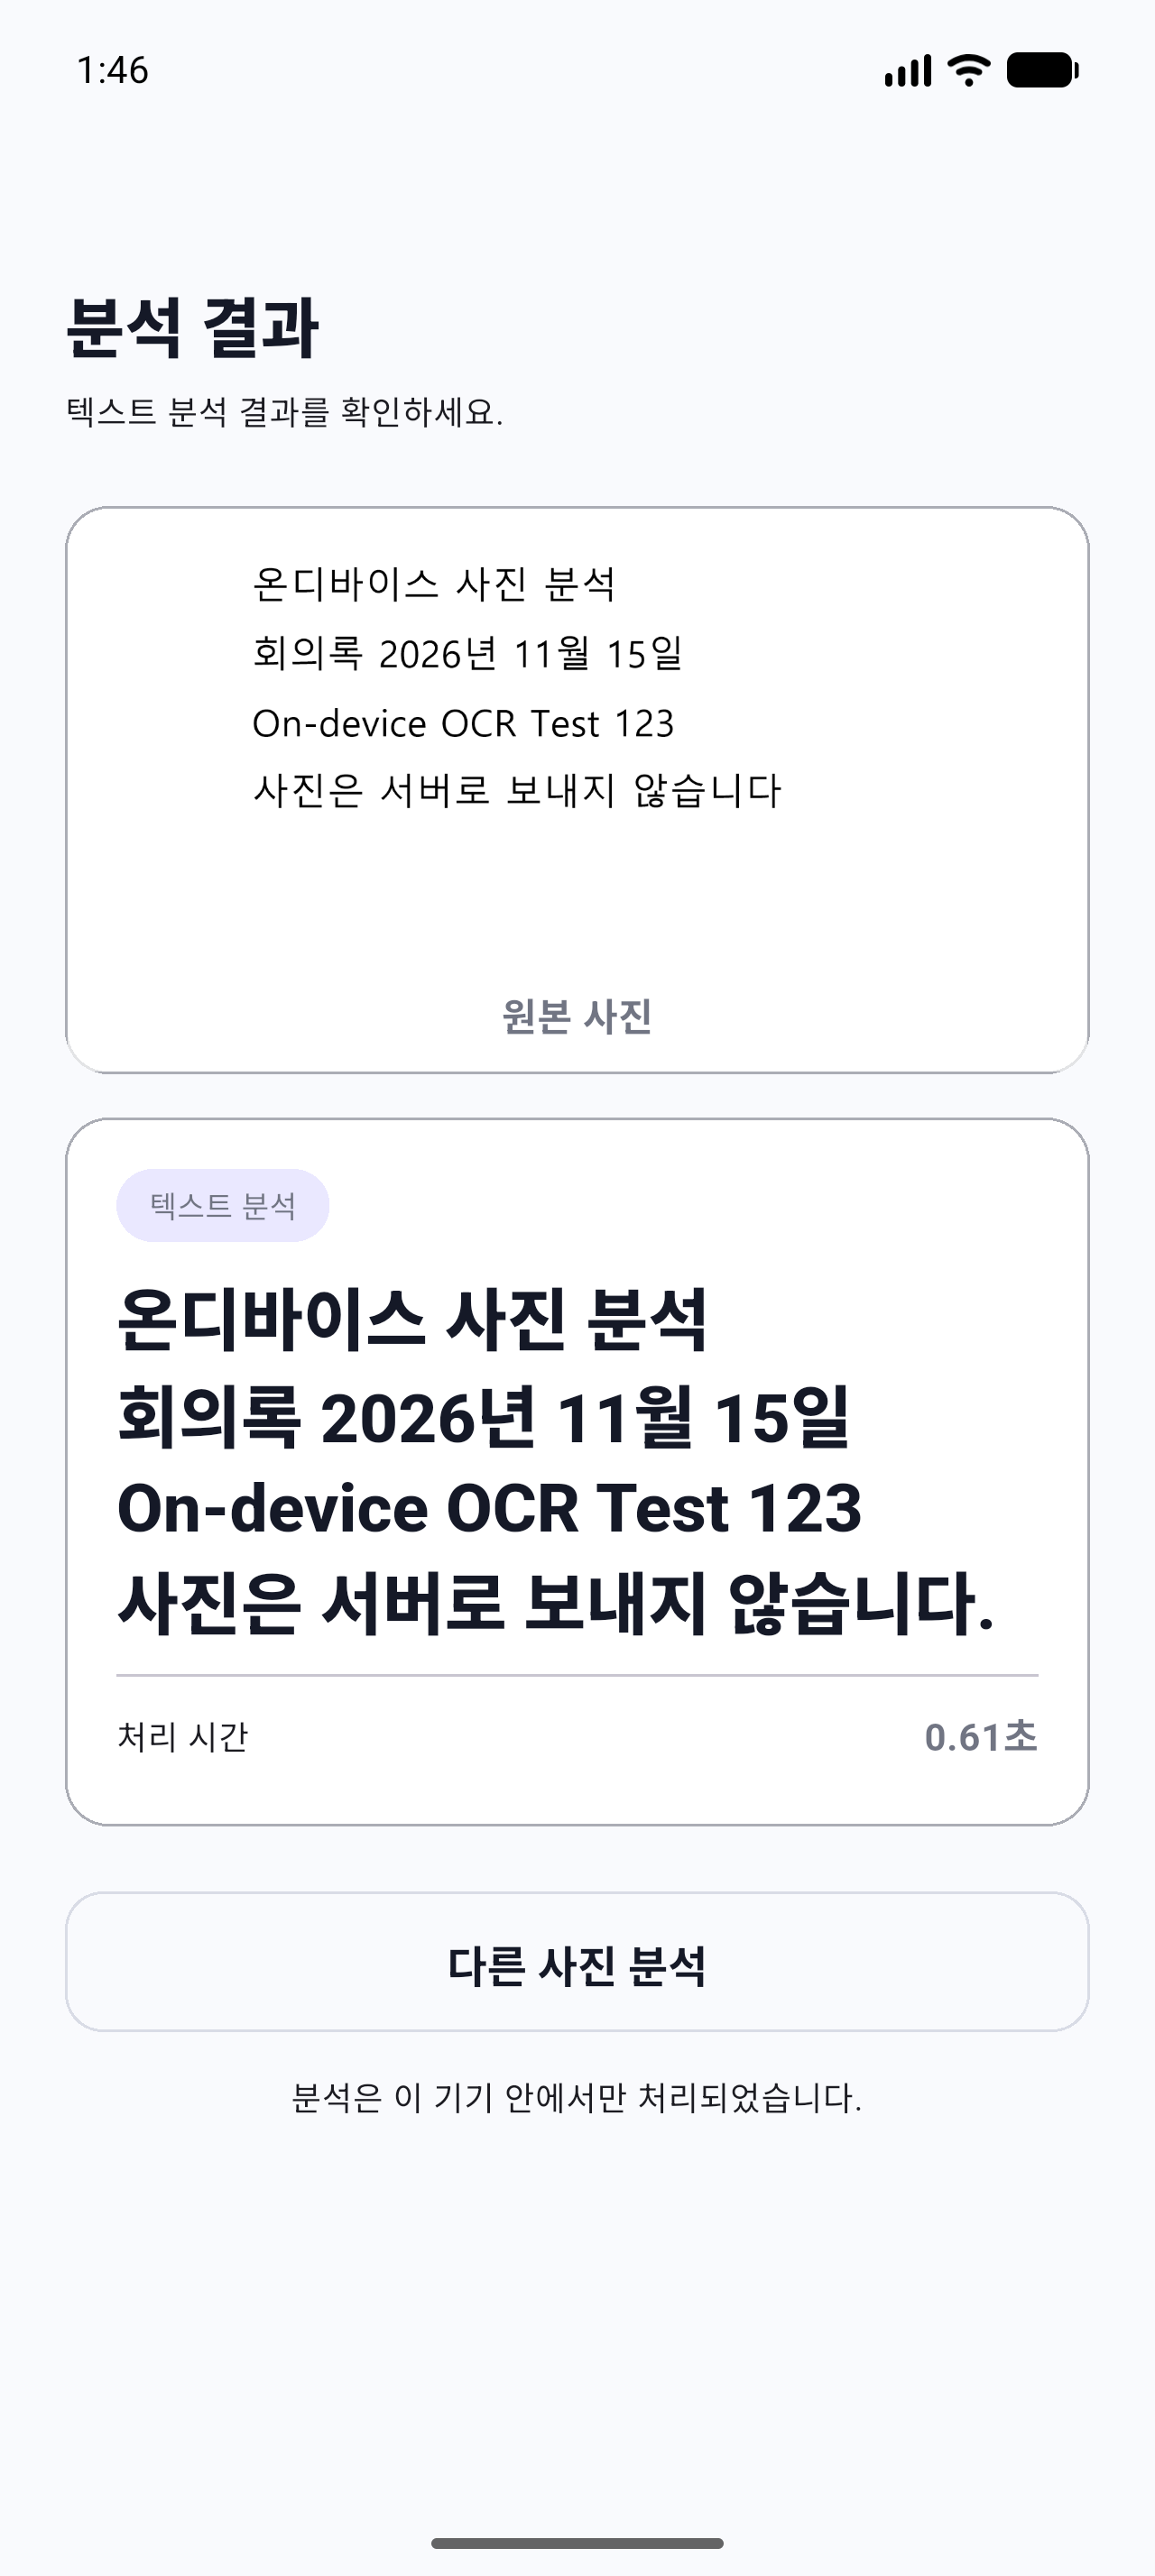 1:46
분석 결과
텍스트 분석 결과를 확인하세요.
온디바이스 사진 분석
회의록 2026년 11월 15일
On-device OCR Test 123
사진은 서버로 보내지 않습니다
원본 사진
텍스트 분석
온디바이스 사진 분석
회의록 2026년 11월 15일
On-device OCR Test 123
사진은 서버로 보내지 않습니다.
처리 시간 0.61초
다른 사진 분석
분석은 이 기기 안에서만 처리되었습니다.